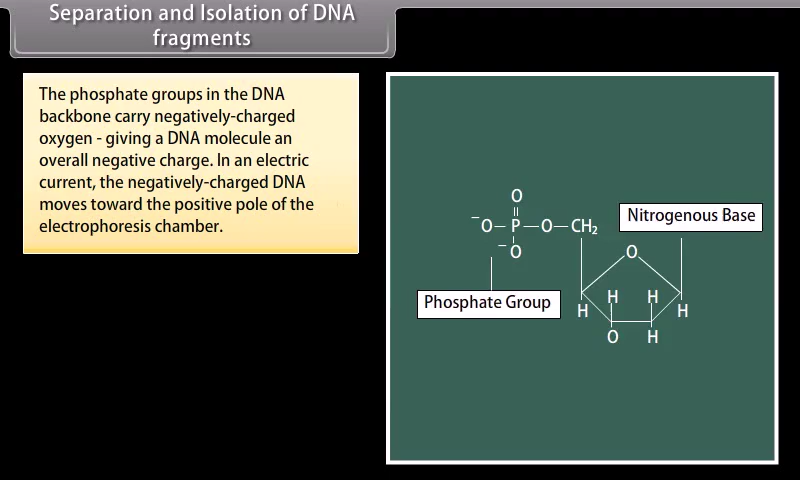 Separation and Isolation of DNA
fragments
The phosphate groups in the DNA
backbone carry negatively-charged
oxygen - giving a DNA molecule an
overall negative charge. In an electric
current, the negatively-charged DNA
moves toward the positive pole of the
electrophoresis chamber.
O
Nitrogenous Base
⁻O—P—O—CH₂
⁻O
O
Phosphate Group
H H
H H
O H